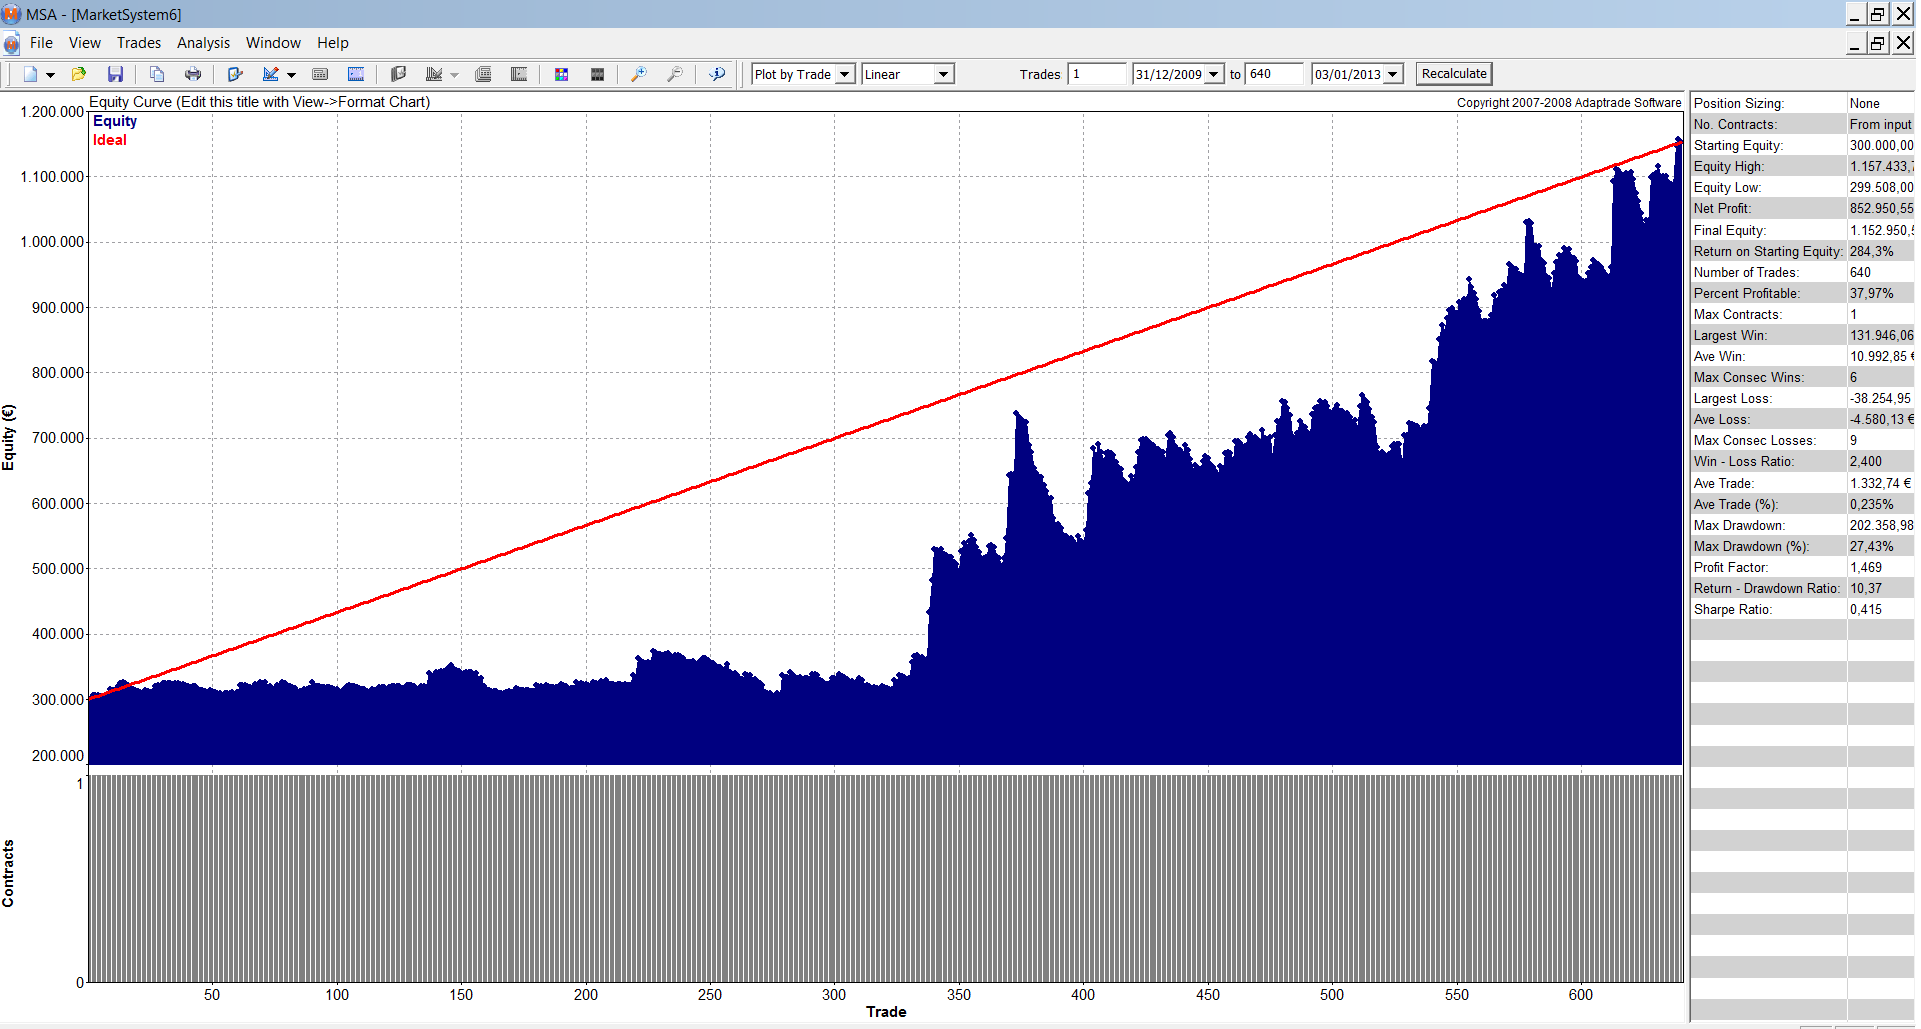 MSA - [MarketSystem6]
File View Trades Analysis Window Help
Plot by Trade Linear Trades 1 31/12/2009 to 640 03/01/2013 Recalculate
Equity Curve (Edit this title with View->Format Chart) Copyright 2007-2008 Adaptrade Software
Equity
Ideal
1.200.000
1.100.000
1.000.000
900.000
800.000
700.000
600.000
500.000
400.000
300.000
200.000
Equity (€)
1
0
Contracts
50 100 150 200 250 300 350 400 450 500 550 600
Trade
Position Sizing: None
No. Contracts: From input
Starting Equity: 300.000,00
Equity High: 1.157.433,
Equity Low: 299.508,00
Net Profit: 852.950,55
Final Equity: 1.152.950,
Return on Starting Equity: 284,3%
Number of Trades: 640
Percent Profitable: 37,97%
Max Contracts: 1
Largest Win: 131.946,06
Ave Win: 10.992,85 €
Max Consec Wins: 6
Largest Loss: -38.254,95
Ave Loss: -4.580,13 €
Max Consec Losses: 9
Win - Loss Ratio: 2,400
Ave Trade: 1.332,74 €
Ave Trade (%): 0,235%
Max Drawdown: 202.358,98
Max Drawdown (%): 27,43%
Profit Factor: 1,469
Return - Drawdown Ratio: 10,37
Sharpe Ratio: 0,415